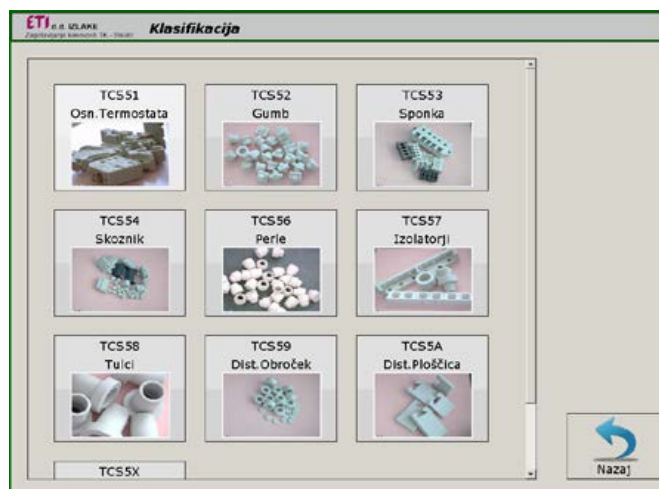 ETI d.d. IZLAKE
Klasifikacija
TCS51
Osn.Termostata
TCS52
Gumb
TCS53
Sponka
TCS54
Skoznik
TCS56
Perle
TCS57
Izolatorji
TCS58
Tulci
TCS59
Dist.Obroček
TCS5A
Dist.Ploščica
TCS5X
Nazaj